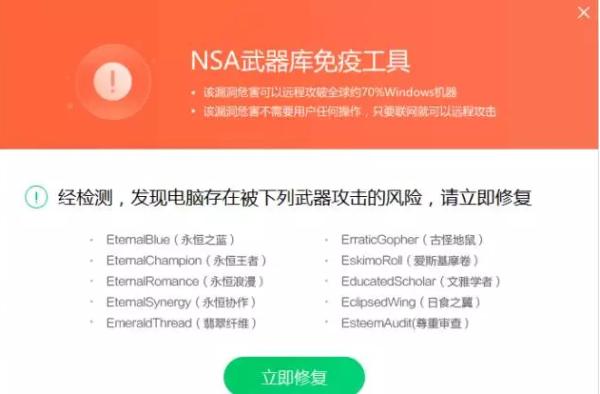 NSA武器库免疫工具
该漏洞危害可以远程攻破全球约70%Windows机器
该漏洞危害不需要用户任何操作，只要联网就可以远程攻击
经检测，发现电脑存在被下列武器攻击的风险，请立即修复
EternalBlue（永恒之蓝） ErraticGopher（古怪地鼠）
EternalChampion（永恒王者） EskimoRoll（爱斯基摩卷）
EternalRomance（永恒浪漫） EducatedScholar（文雅学者）
EternalSynergy（永恒协作） EclipsedWing（日食之翼）
EmeraldThread（翡翠纤维） EsteemAudit(尊重审查）
立即修复